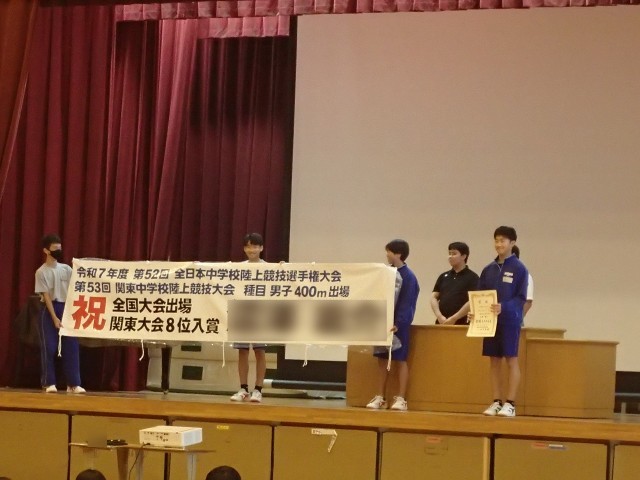 令和７年度 第52回 全日本中学校陸上競技選手権大会
第53回 関東中学校陸上競技大会 種目 男子400m出場
祝 全国大会出場
関東大会８位入賞